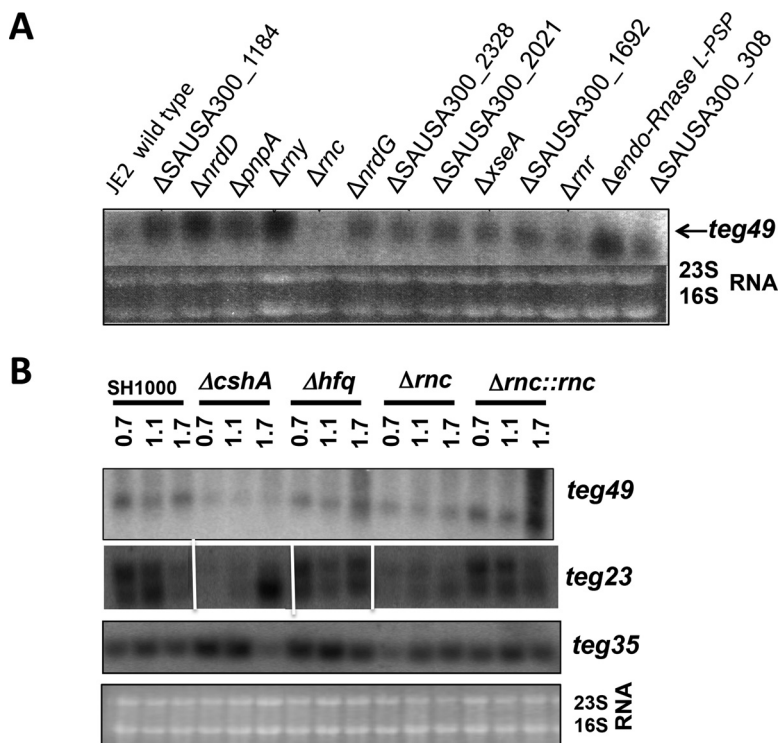 A
JE2 wild type
ΔSAUSA300_1184
ΔnrdD
ΔpnpA
Δrny
Δrnc
ΔnrdG
ΔSAUSA300_2328
ΔSAUSA300_2021
ΔxseA
ΔSAUSA300_1692
Δrnr
Δendo-Rnase L-PSP
ΔSAUSA300_308
←teg49
23S
16S RNA
B
SH1000 ΔcshA Δhfq Δrnc Δrnc::rnc
0.7 1.1 1.7 0.7 1.1 1.7 0.7 1.1 1.7 0.7 1.1 1.7 0.7 1.1 1.7
teg49
teg23
teg35
23S
16S RNA